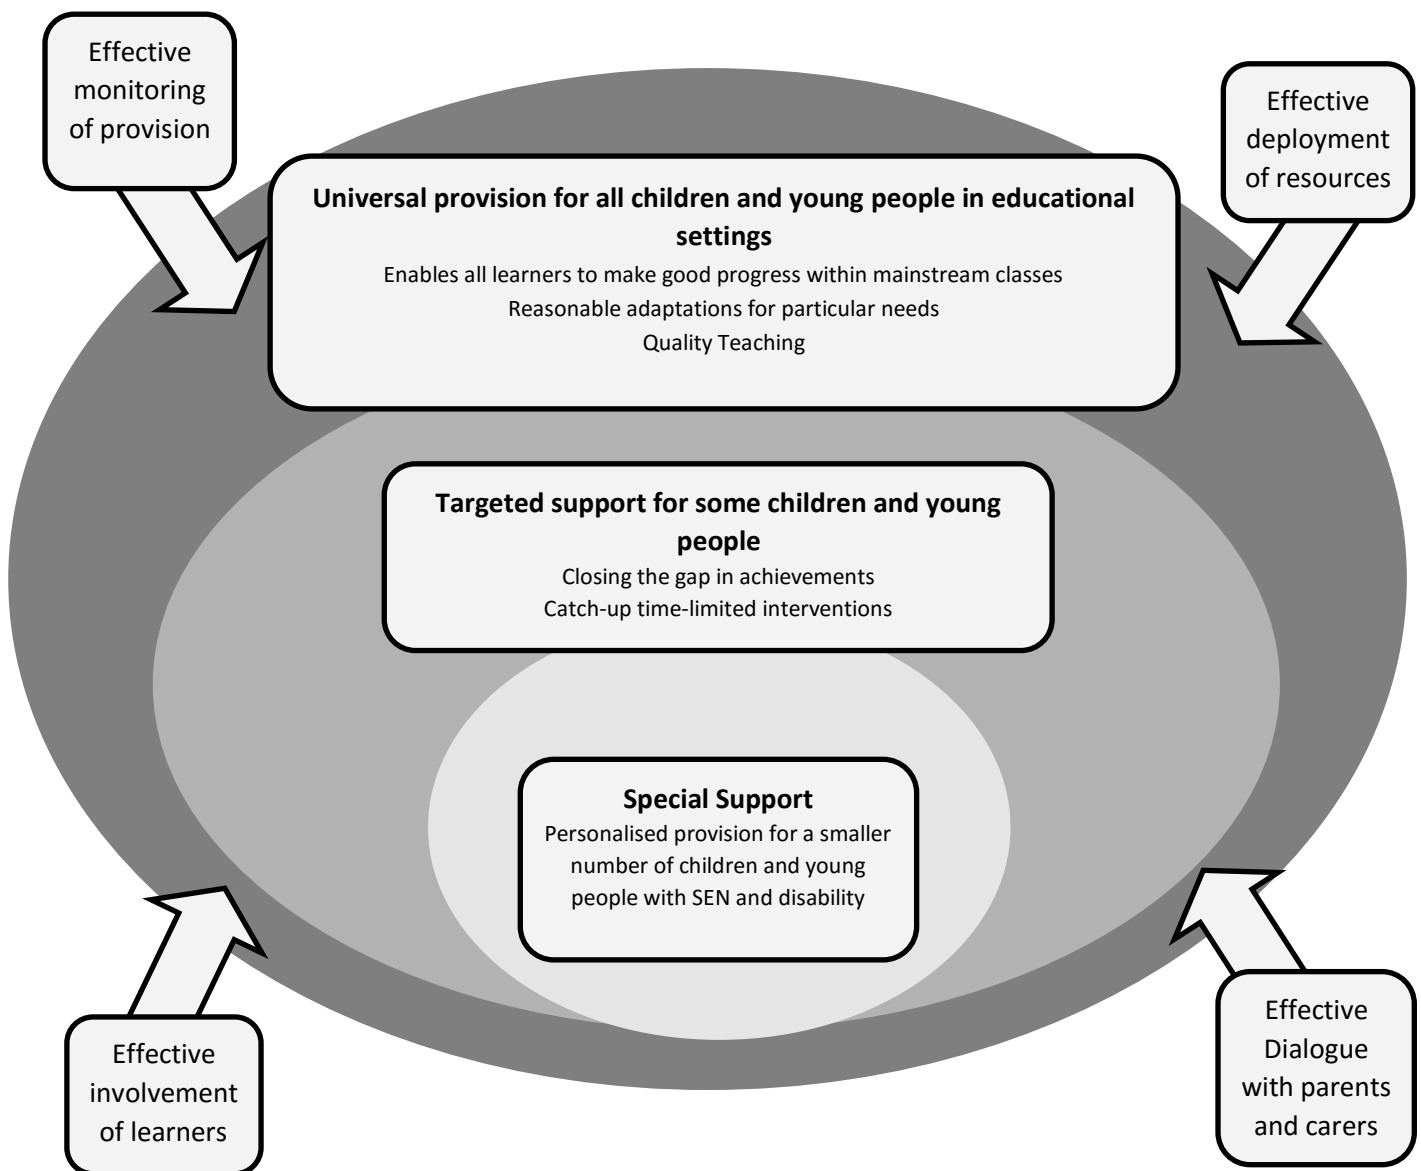 Effective
monitoring
of provision
Effective
deployment
of resources
Universal provision for all children and young people in educational
settings
Enables all learners to make good progress within mainstream classes
Reasonable adaptations for particular needs
Quality Teaching
Targeted support for some children and young
people
Closing the gap in achievements
Catch-up time-limited interventions
Special Support
Personalised provision for a smaller
number of children and young
people with SEN and disability
Effective
involvement
of learners
Effective
Dialogue
with parents
and carers